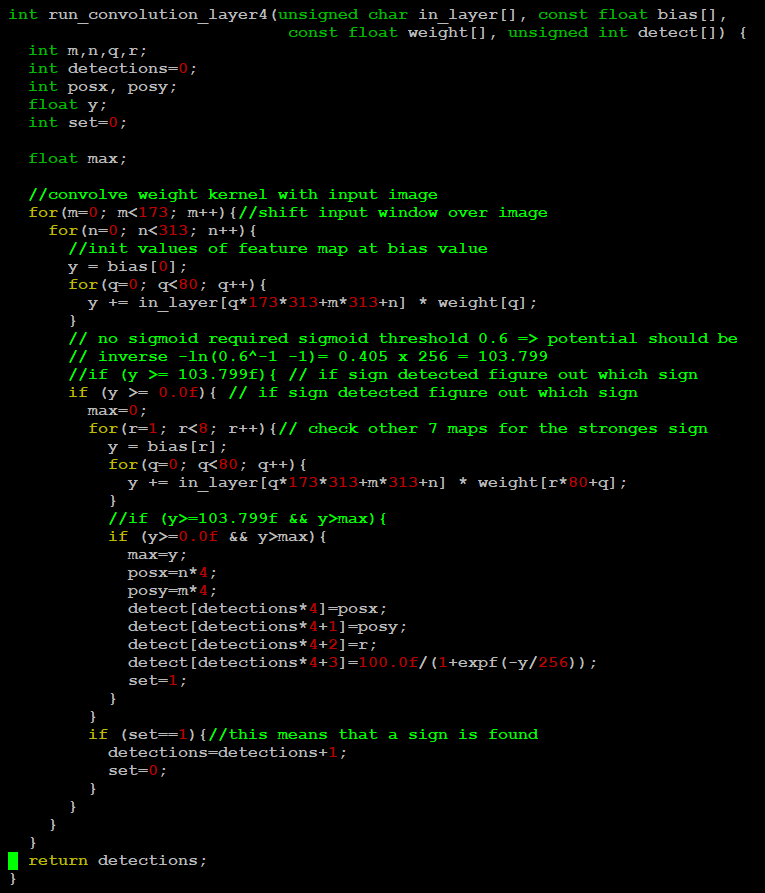 int run_convolution_layer4(unsigned char in_layer[], const float bias[],
                            const float weight[], unsigned int detect[]) {
  int m,n,q,r;
  int detections=0;
  int posx, posy;
  float y;
  int set=0;

  float max;

  //convolve weight kernel with input image
  for(m=0; m<173; m++){//shift input window over image
    for(n=0; n<313; n++){
      //init values of feature map at bias value
      y = bias[0];
      for(q=0; q<80; q++){
        y += in_layer[q*173*313+m*313+n] * weight[q];
      }
      // no sigmoid required sigmoid threshold 0.6 => potential should be
      // inverse -ln(0.6^-1 -1)= 0.405 x 256 = 103.799
      //if (y >= 103.799f){ // if sign detected figure out which sign
      if (y >= 0.0f){ // if sign detected figure out which sign
        max=0;
        for(r=1; r<8; r++){// check other 7 maps for the stronges sign
          y = bias[r];
          for(q=0; q<80; q++){
            y += in_layer[q*173*313+m*313+n] * weight[r*80+q];
          }
          //if (y>=103.799f && y>max){
          if (y>=0.0f && y>max){
            max=y;
            posx=n*4;
            posy=m*4;
            detect[detections*4]=posx;
            detect[detections*4+1]=posy;
            detect[detections*4+2]=r;
            detect[detections*4+3]=100.0f/(1+expf(-y/256));
            set=1;
          }
        }
        if (set==1){//this means that a sign is found
          detections=detections+1;
          set=0;
        }
      }
    }
  }
  return detections;
}